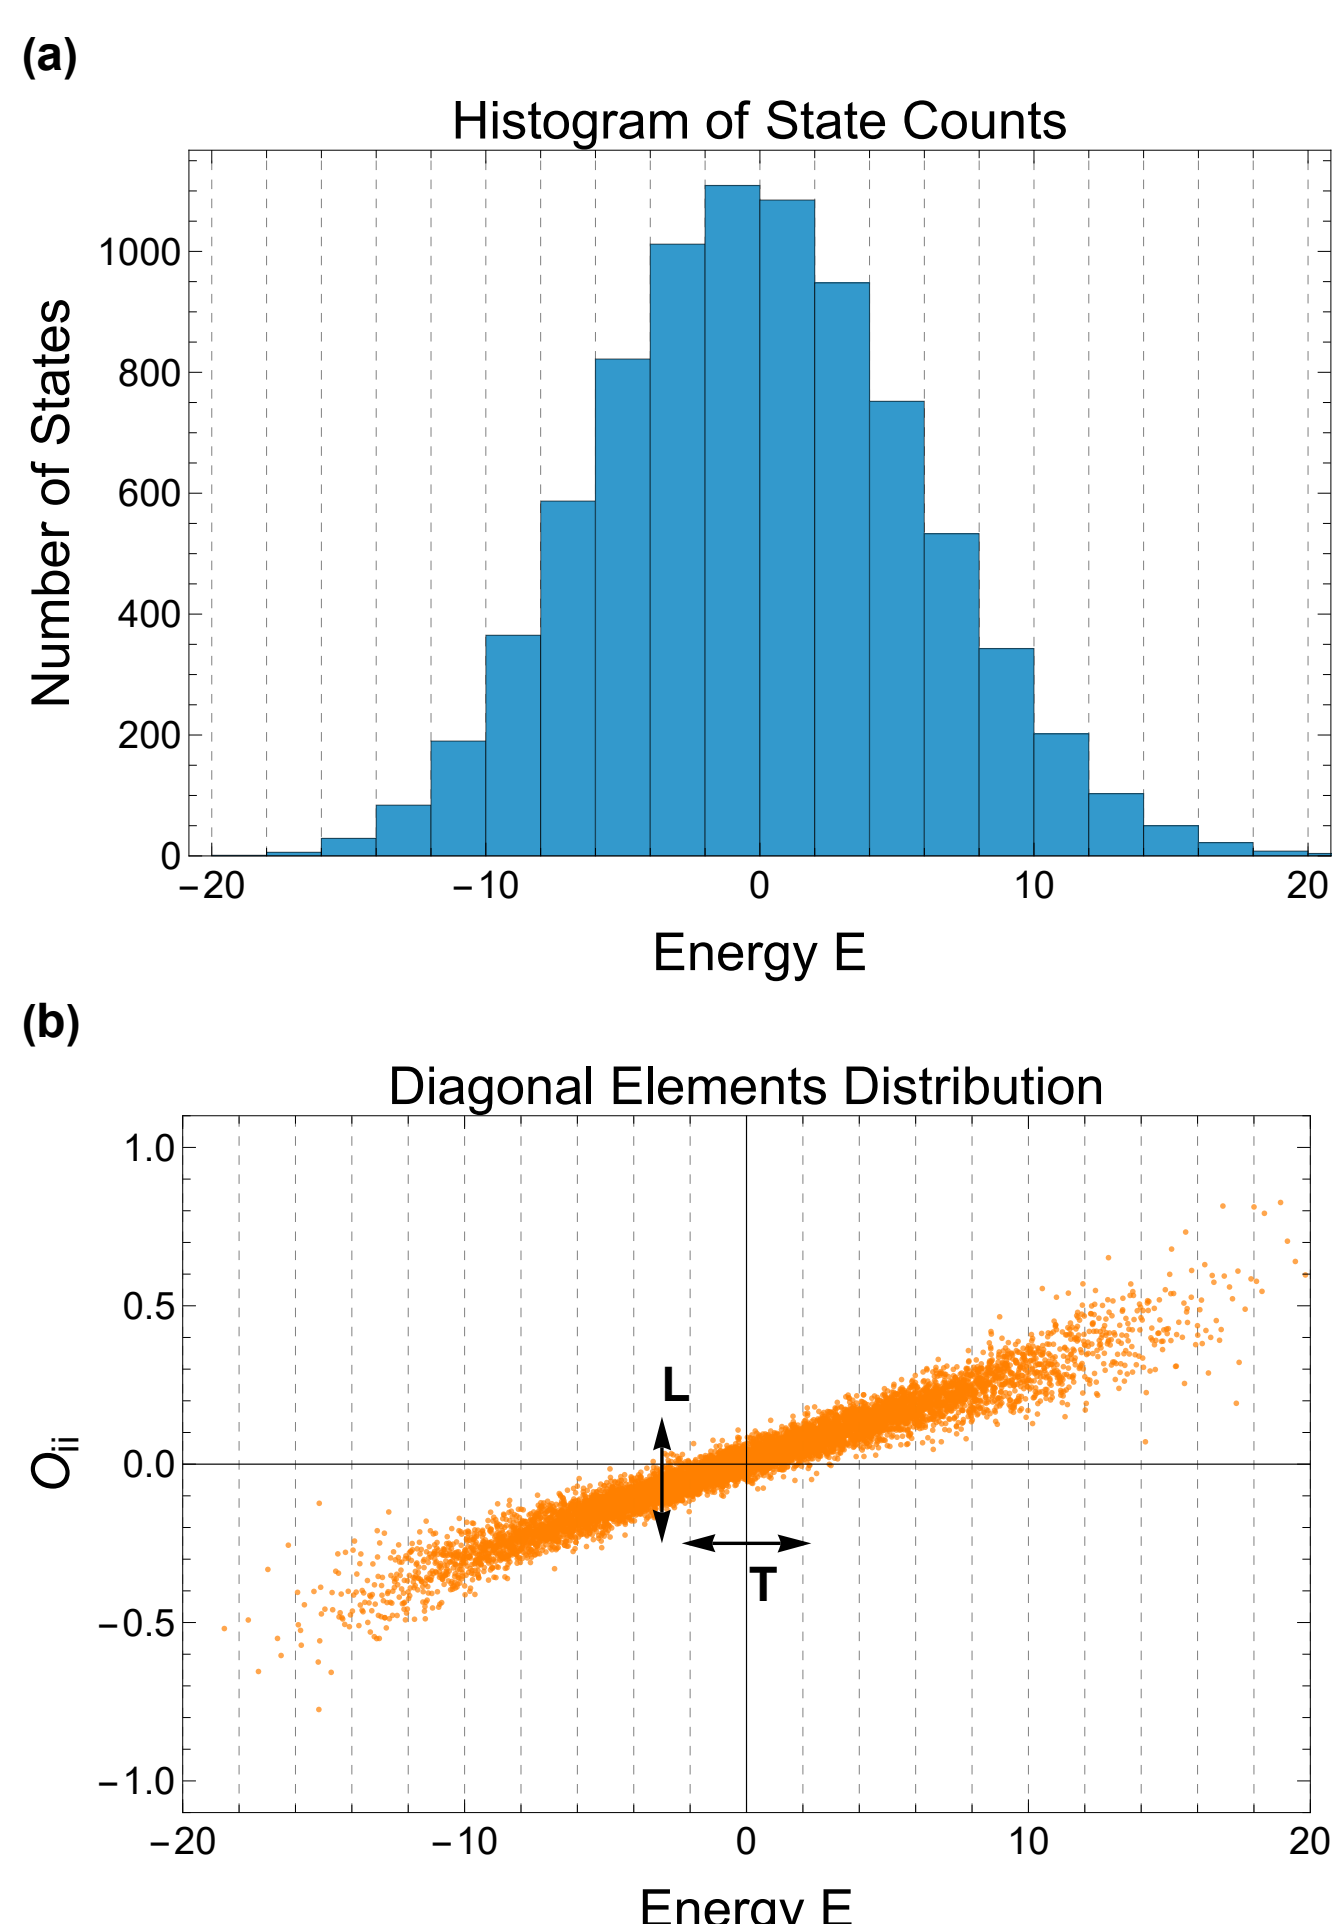 (a)
Histogram of State Counts
Number of States
1000
800
600
400
200
0
−20
−10
0
10
20
Energy E
(b)
Diagonal Elements Distribution
Oii
1.0
0.5
0.0
−0.5
−1.0
L
T
−20
−10
0
10
20
Energy E